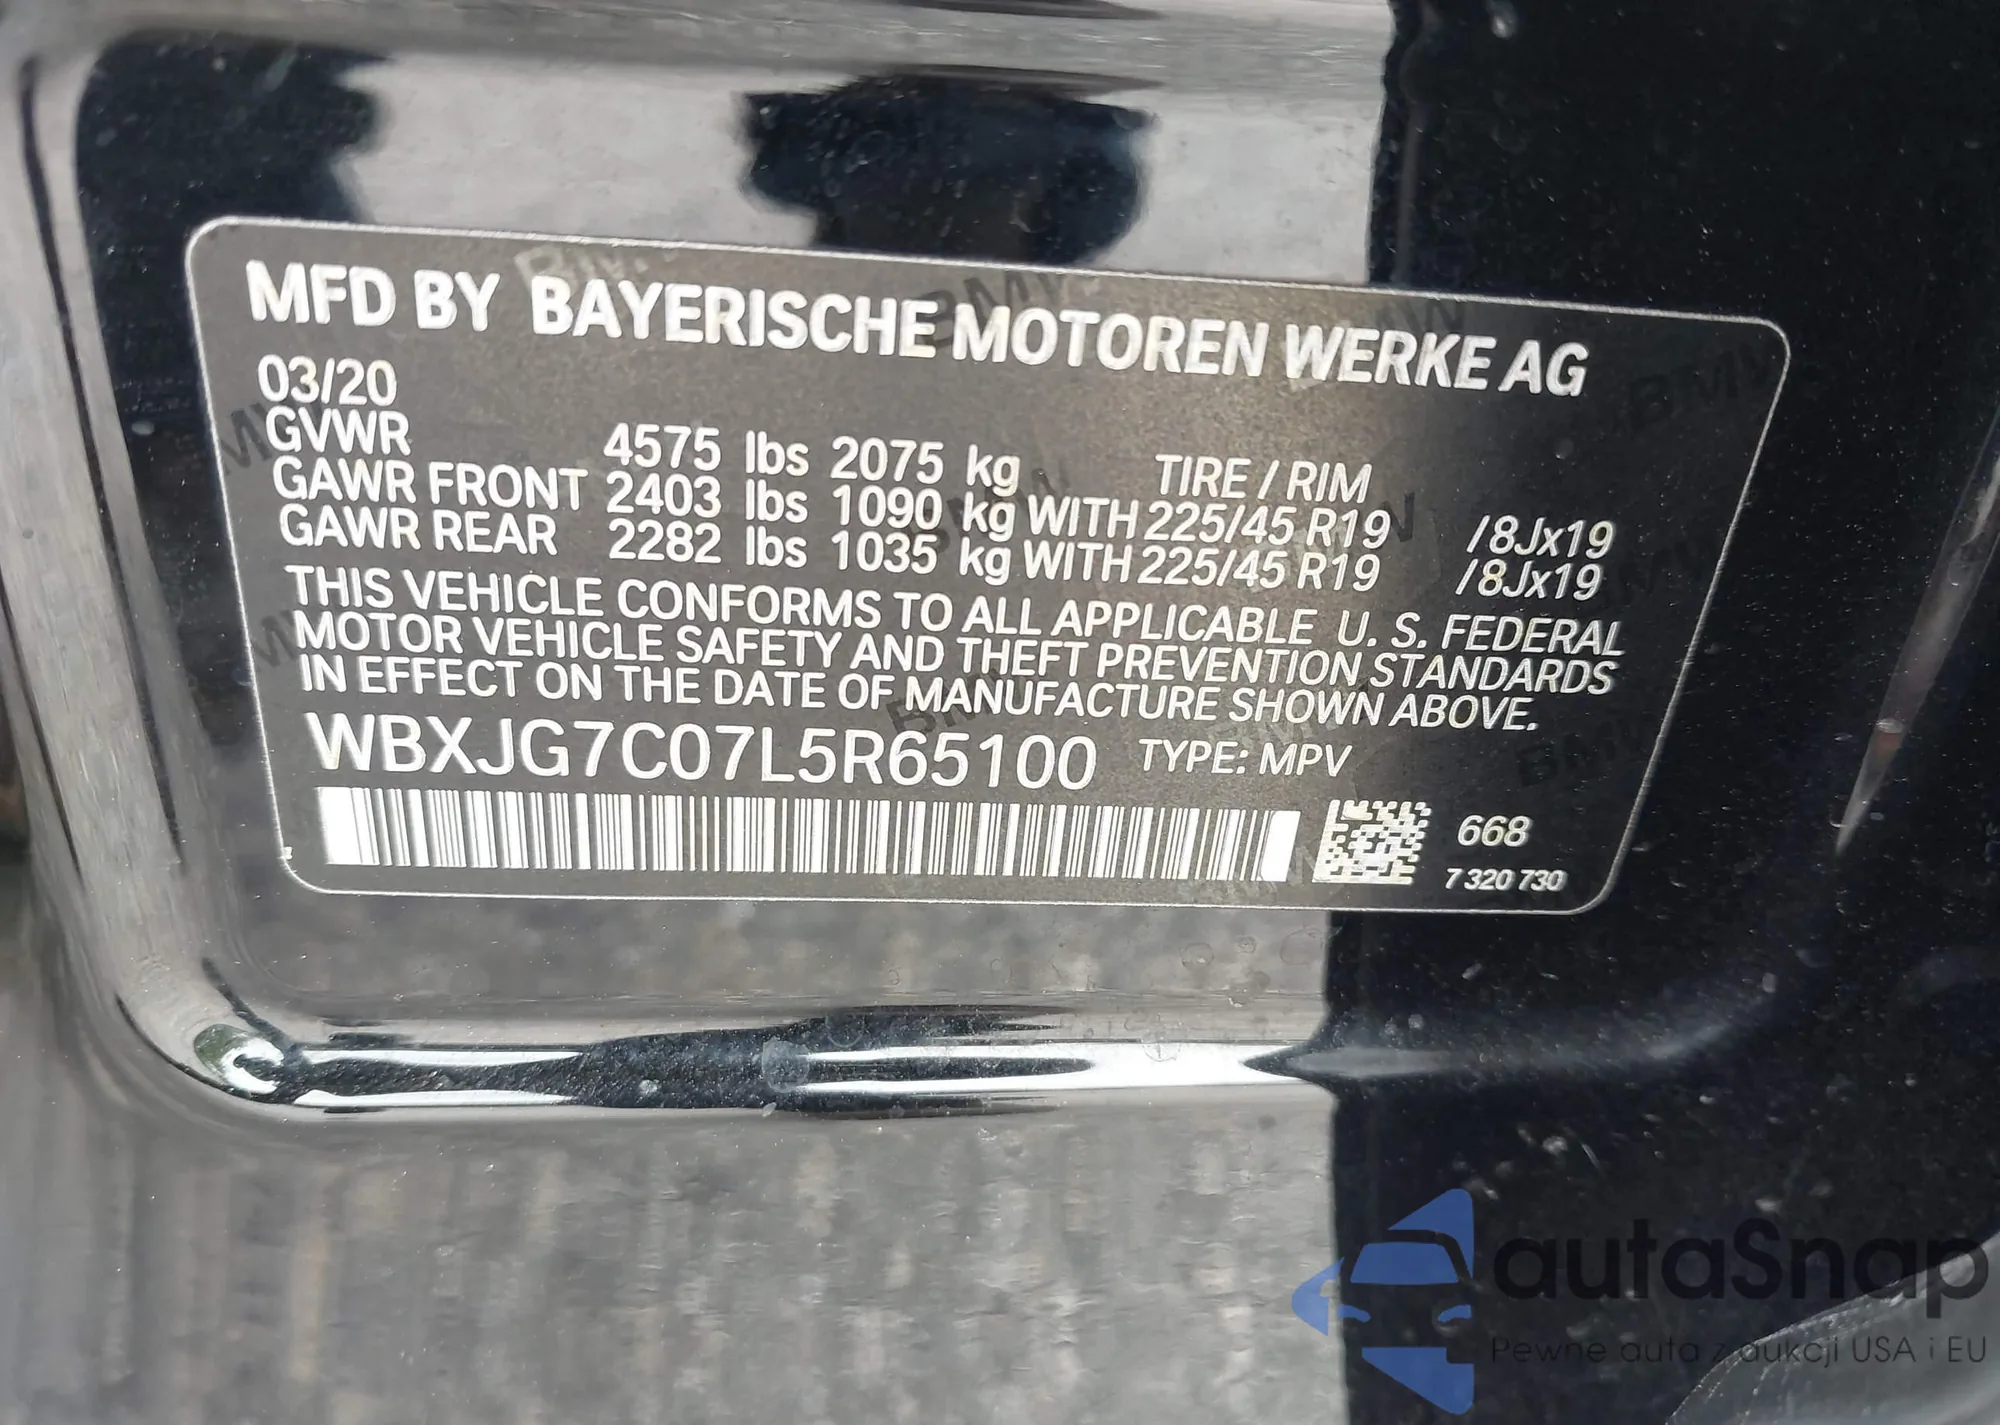 MFD BY BAYERISCHE MOTOREN WERKE AG
03/20
GVWR 4575 lbs 2075 kg TIRE / RIM
GAWR FRONT 2403 lbs 1090 kg WITH 225/45 R19 /8Jx19
GAWR REAR 2282 lbs 1035 kg WITH 225/45 R19 /8Jx19
THIS VEHICLE CONFORMS TO ALL APPLICABLE U. S. FEDERAL
MOTOR VEHICLE SAFETY AND THEFT PREVENTION STANDARDS
IN EFFECT ON THE DATE OF MANUFACTURE SHOWN ABOVE.
WBXJG7C07L5R65100 TYPE: MPV
668
7 320 730
autaSnap
Pewne auta z aukcji USA i EU